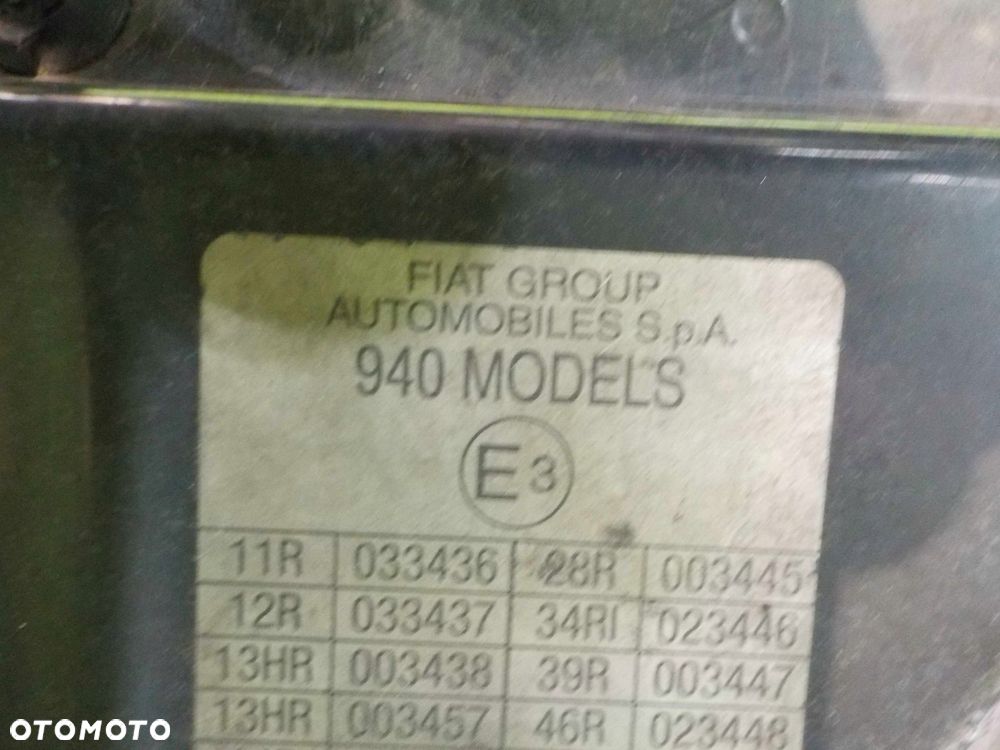 FIAT GROUP
AUTOMOBILES S.p.A.
940 MODELS
E3
11R 033436 28R 003445
12R 033437 34RI 023446
13HR 003438 39R 003447
13HR 003457 46R 023448
OTOMOTO